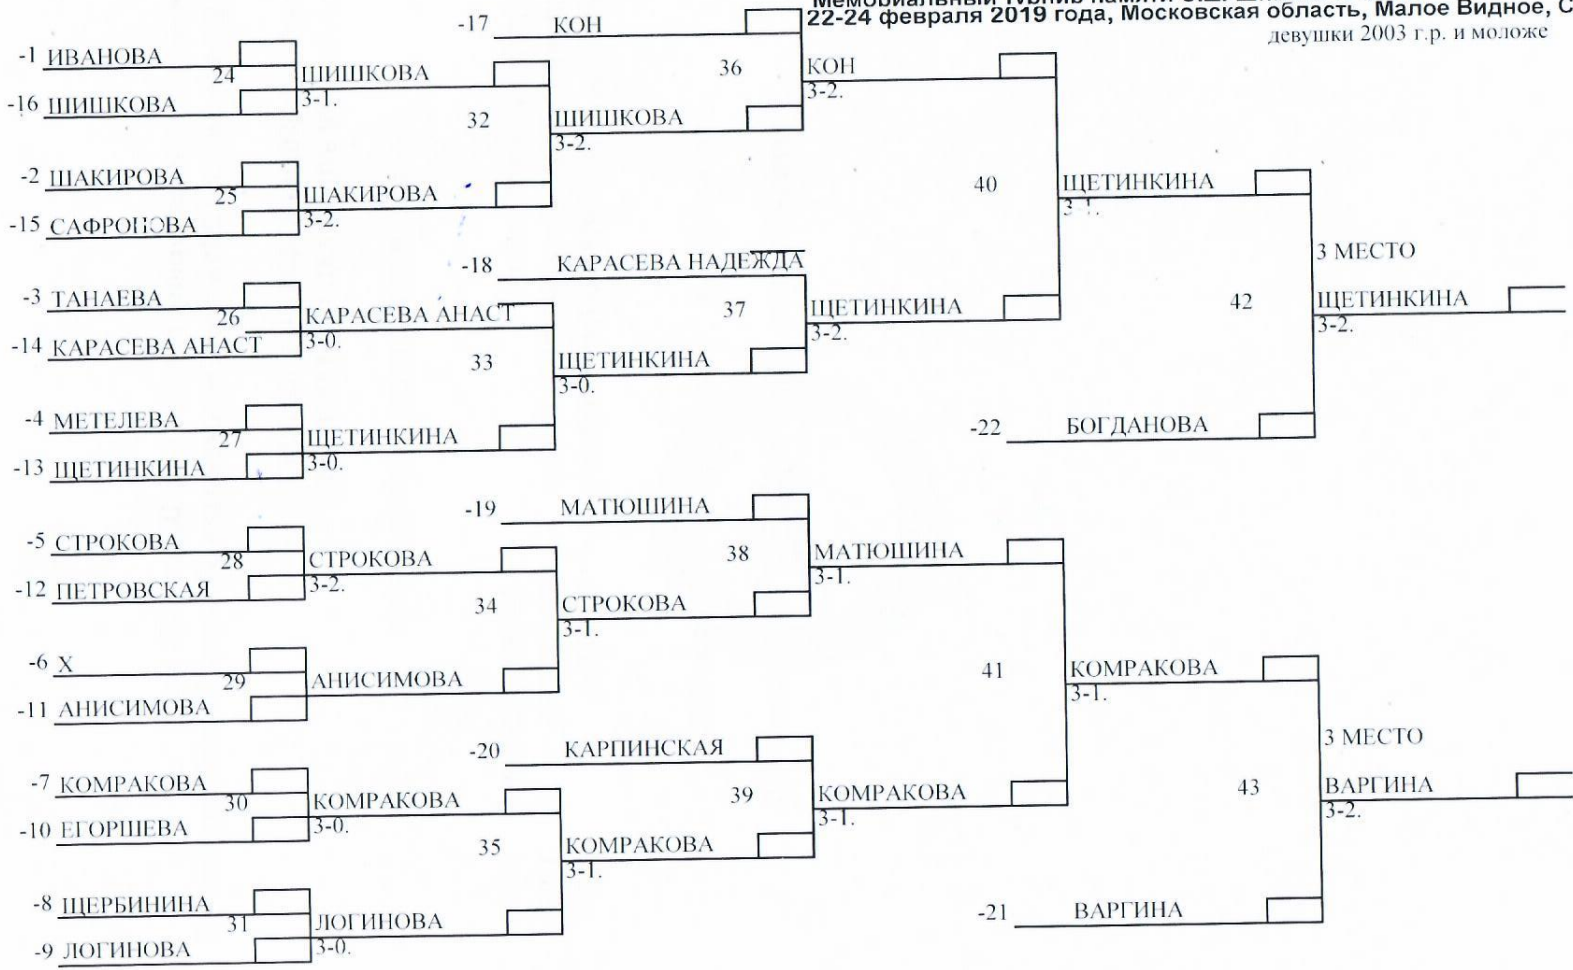 22-24 февраля 2019 года, Московская область, Малое Видное, С
девушки 2003 г.р. и моложе
-17 КОН
-1 ИВАНОВА
24 ШИШКОВА
36 КОН
-16 ШИШКОВА
3-1.
3-2.
32 ШИШКОВА
3-2.
-2 ШАКИРОВА
25 ШАКИРОВА
40 ЩЕТИНКИНА
-15 САФРОНОВА
3-2.
3-1.
-18 КАРАСЕВА НАДЕЖДА
3 МЕСТО
-3 ТАНАЕВА
26 КАРАСЕВА АНАСТ
37 ЩЕТИНКИНА
42 ЩЕТИНКИНА
-14 КАРАСЕВА АНАСТ
3-0.
3-2.
3-2.
33 ЩЕТИНКИНА
3-0.
-4 МЕТЕЛЕВА
27 ЩЕТИНКИНА
-22 БОГДАНОВА
-13 ЩЕТИНКИНА
3-0.
-19 МАТЮШИНА
-5 СТРОКОВА
28 СТРОКОВА
38 МАТЮШИНА
-12 ПЕТРОВСКАЯ
3-2.
3-1.
34 СТРОКОВА
3-1.
-6 X
29 АНИСИМОВА
41 КОМРАКОВА
-11 АНИСИМОВА
3-1.
-20 КАРПИНСКАЯ
3 МЕСТО
-7 КОМРАКОВА
30 КОМРАКОВА
39 КОМРАКОВА
43 ВАРГИНА
-10 ЕГОРШЕВА
3-0.
3-1.
3-2.
35 КОМРАКОВА
3-1.
-8 ЩЕРБИНИНА
31 ЛОГИНОВА
-21 ВАРГИНА
-9 ЛОГИНОВА
3-0.